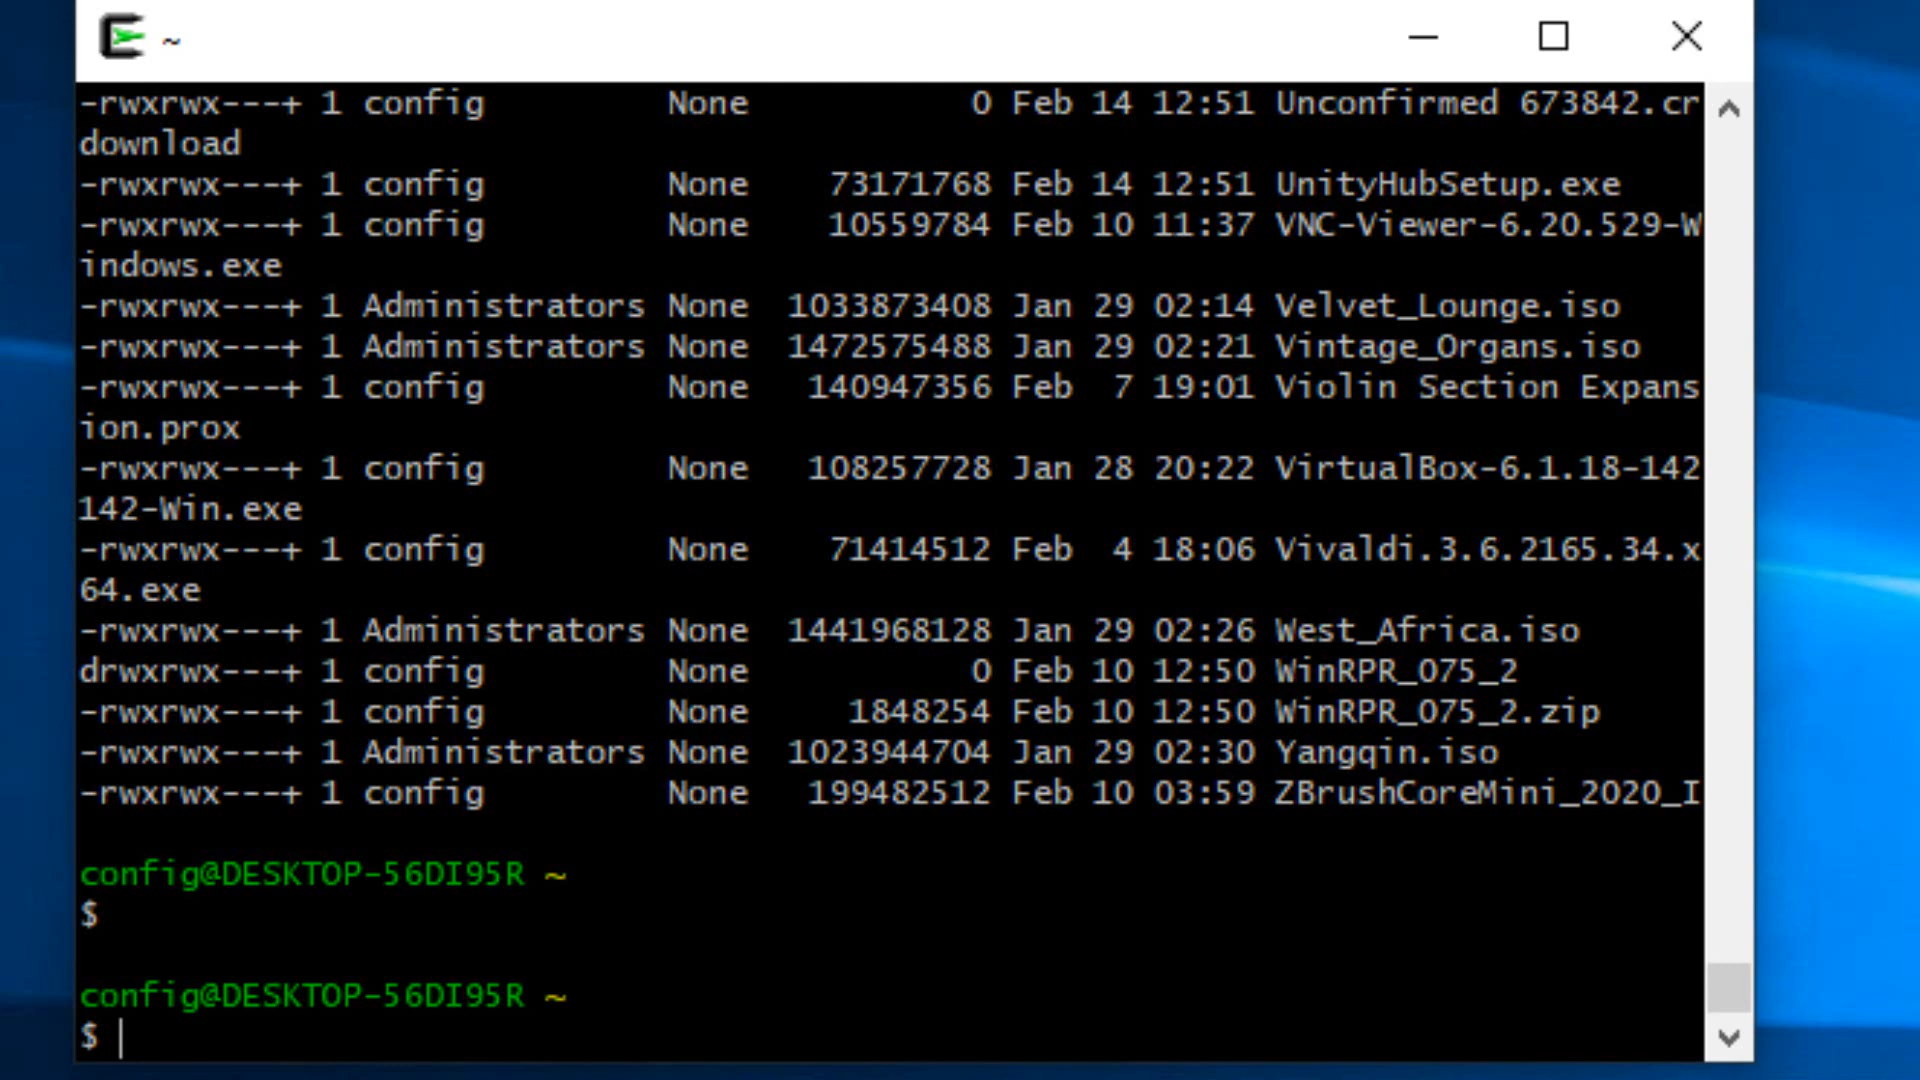 ~
-rwxrwx---+ 1 config         None           0 Feb 14 12:51 Unconfirmed 673842.cr
download
-rwxrwx---+ 1 config         None    73171768 Feb 14 12:51 UnityHubSetup.exe
-rwxrwx---+ 1 config         None    10559784 Feb 10 11:37 VNC-Viewer-6.20.529-W
indows.exe
-rwxrwx---+ 1 Administrators None  1033873408 Jan 29 02:14 Velvet_Lounge.iso
-rwxrwx---+ 1 Administrators None  1472575488 Jan 29 02:21 Vintage_Organs.iso
-rwxrwx---+ 1 config         None   140947356 Feb  7 19:01 Violin Section Expans
ion.prox
-rwxrwx---+ 1 config         None   108257728 Jan 28 20:22 VirtualBox-6.1.18-142
142-Win.exe
-rwxrwx---+ 1 config         None    71414512 Feb  4 18:06 Vivaldi.3.6.2165.34.x
64.exe
-rwxrwx---+ 1 Administrators None  1441968128 Jan 29 02:26 West_Africa.iso
drwxrwx---+ 1 config         None           0 Feb 10 12:50 WinRPR_075_2
-rwxrwx---+ 1 config         None     1848254 Feb 10 12:50 WinRPR_075_2.zip
-rwxrwx---+ 1 Administrators None  1023944704 Jan 29 02:30 Yangqin.iso
-rwxrwx---+ 1 config         None   199482512 Feb 10 03:59 ZBrushCoreMini_2020_I
config@DESKTOP-56DI95R ~
$
config@DESKTOP-56DI95R ~
$